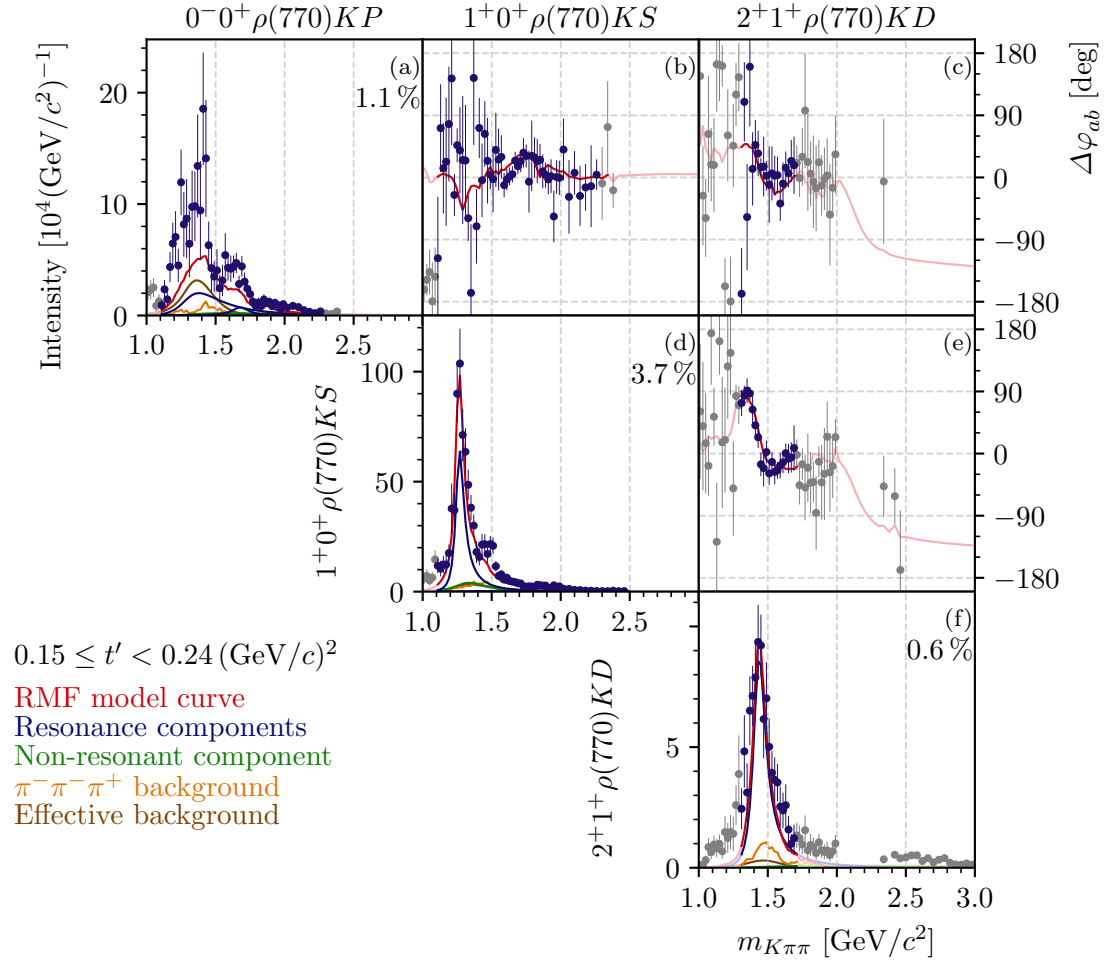 0⁻0⁺ρ(770)KP 1⁺0⁺ρ(770)KS 2⁺1⁺ρ(770)KD
Intensity [10⁴(GeV/c²)⁻¹]
20
10
0
(a)
1.1 %
(b)
(c)
180
90
0
−90
−180
Δφ_ab [deg]
1.0 1.5 2.0 2.5
1⁺0⁺ρ(770)KS
100
50
0
(d)
3.7 %
(e)
180
90
0
−90
−180
1.0 1.5 2.0 2.5
2⁺1⁺ρ(770)KD
5
0
(f)
0.6 %
1.0 1.5 2.0 2.5 3.0
m_Kππ [GeV/c²]
0.15 ≤ t′ < 0.24 (GeV/c)²
RMF model curve
Resonance components
Non-resonant component
π⁻π⁻π⁺ background
Effective background